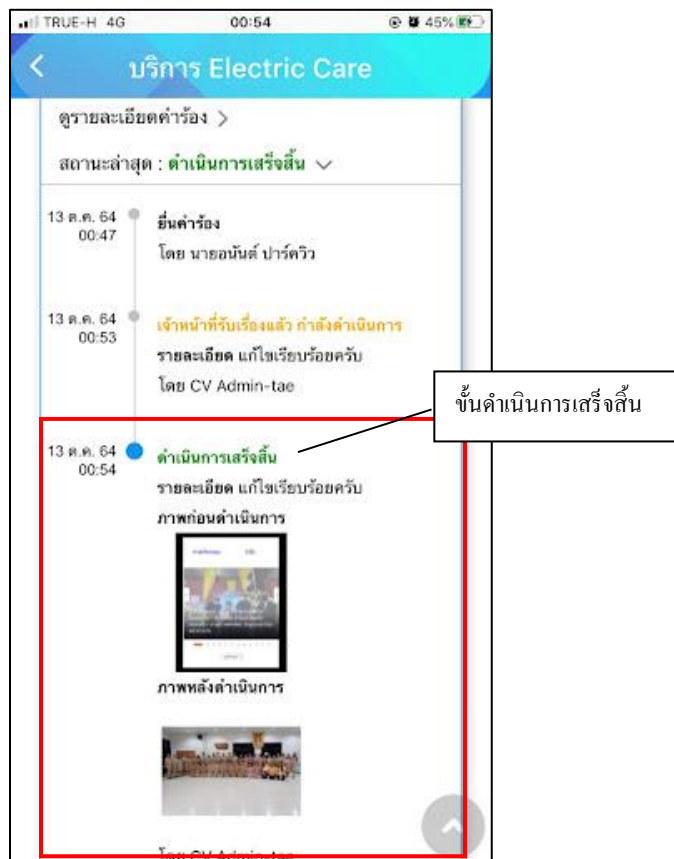 TRUE-H 4G 00:54 45%
บริการ Electric Care
ดูรายละเอียดคำร้อง >
สถานะล่าสุด : ดำเนินการเสร็จสิ้น
13 ต.ค. 64 ยื่นคำร้อง
00:47
โดย นายอนันต์ ปาร์ควิว
13 ต.ค. 64 เจ้าหน้าที่รับเรื่องแล้ว กำลังดำเนินการ
00:53
รายละเอียด แก้ไขเรียบร้อยครับ
โดย CV Admin-tae
ขั้นดำเนินการเสร็จสิ้น
13 ต.ค. 64 ดำเนินการเสร็จสิ้น
00:54
รายละเอียด แก้ไขเรียบร้อยครับ
ภาพก่อนดำเนินการ
ภาพหลังดำเนินการ
โดย CV Admin-tae